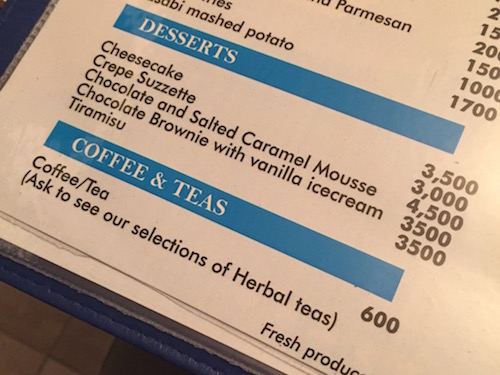 Parmesan
mashed potato
1700
DESSERTS
Cheesecake 3,500
Crepe Suzzette 3,000
Chocolate and Salted Caramel Mousse 4,500
Chocolate Brownie with vanilla icecream 3500
Tiramisu 3500
COFFEE & TEAS
Coffee/Tea 600
(Ask to see our selections of Herbal teas)
Fresh